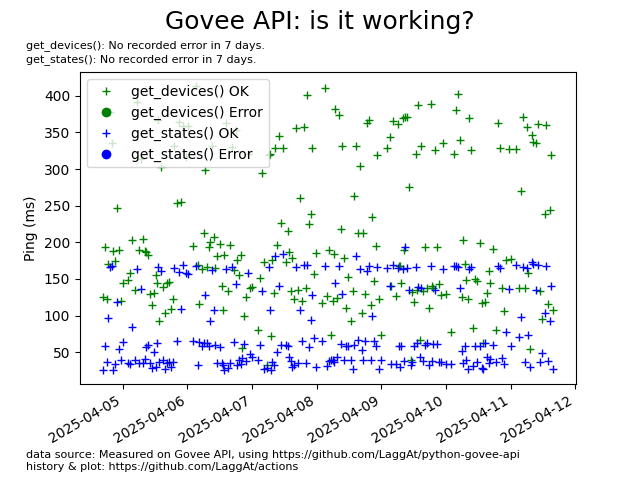 Govee API: is it working?
get_devices(): No recorded error in 7 days.
get_states(): No recorded error in 7 days.
get_devices() OK
get_devices() Error
get_states() OK
get_states() Error
Ping (ms)
400
350
300
250
200
150
100
50
2025-04-05
2025-04-06
2025-04-07
2025-04-08
2025-04-09
2025-04-10
2025-04-11
2025-04-12
data source: Measured on Govee API, using https://github.com/LaggAt/python-govee-api
history & plot: https://github.com/LaggAt/actions